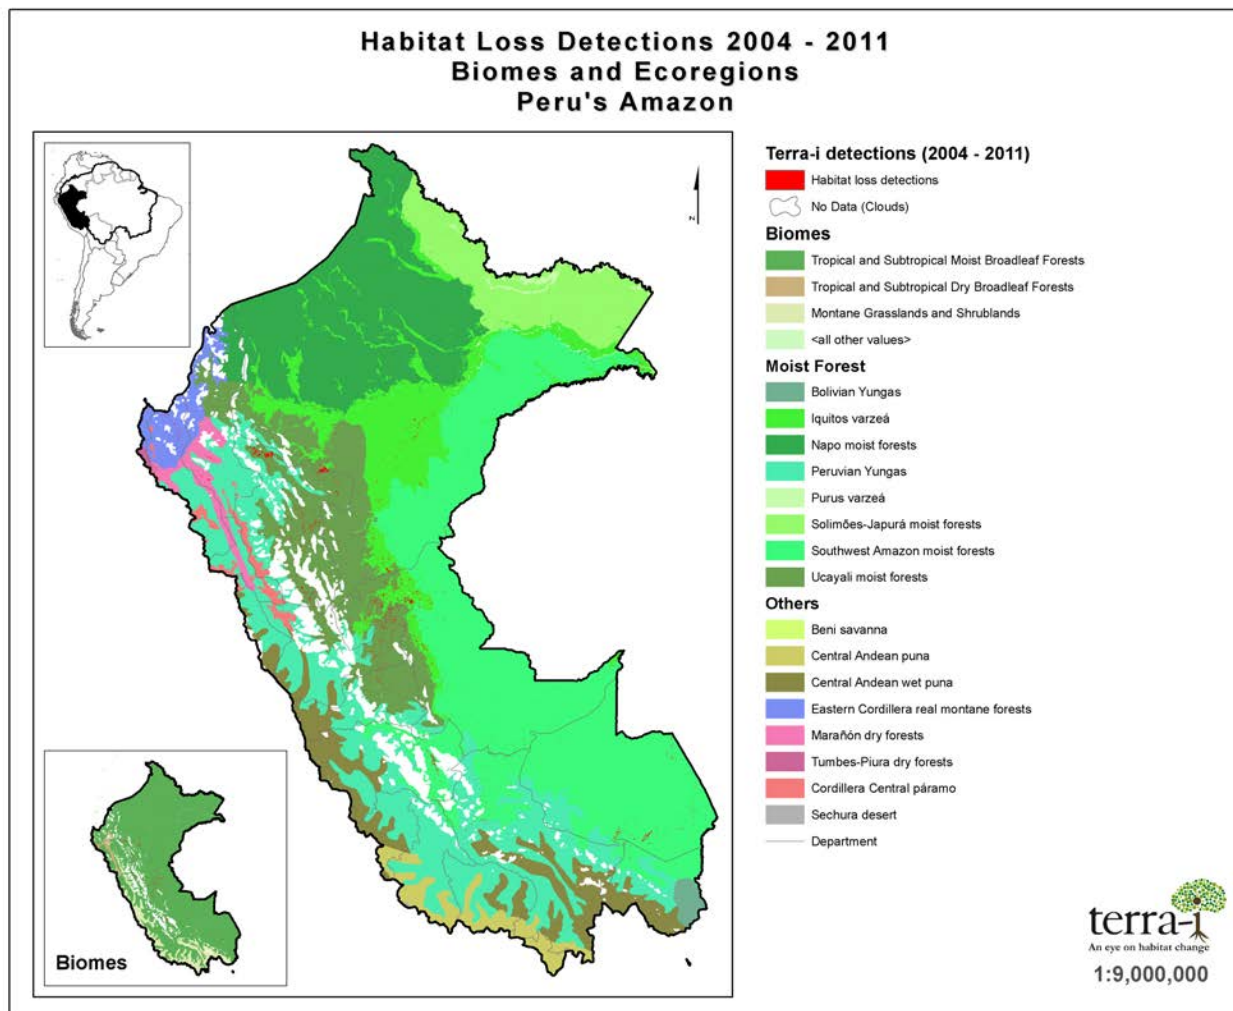 Habitat Loss Detections 2004 - 2011
Biomes and Ecoregions
Peru's Amazon
N
Biomes
Terra-i detections (2004 - 2011)
Habitat loss detections
No Data (Clouds)
Biomes
Tropical and Subtropical Moist Broadleaf Forests
Tropical and Subtropical Dry Broadleaf Forests
Montane Grasslands and Shrublands
<all other values>
Moist Forest
Bolivian Yungas
Iquitos varzeá
Napo moist forests
Peruvian Yungas
Purus varzeá
Solimões-Japurá moist forests
Southwest Amazon moist forests
Ucayali moist forests
Others
Beni savanna
Central Andean puna
Central Andean wet puna
Eastern Cordillera real montane forests
Marañón dry forests
Tumbes-Piura dry forests
Cordillera Central páramo
Sechura desert
Department
terra-i
An eye on habitat change
1:9,000,000